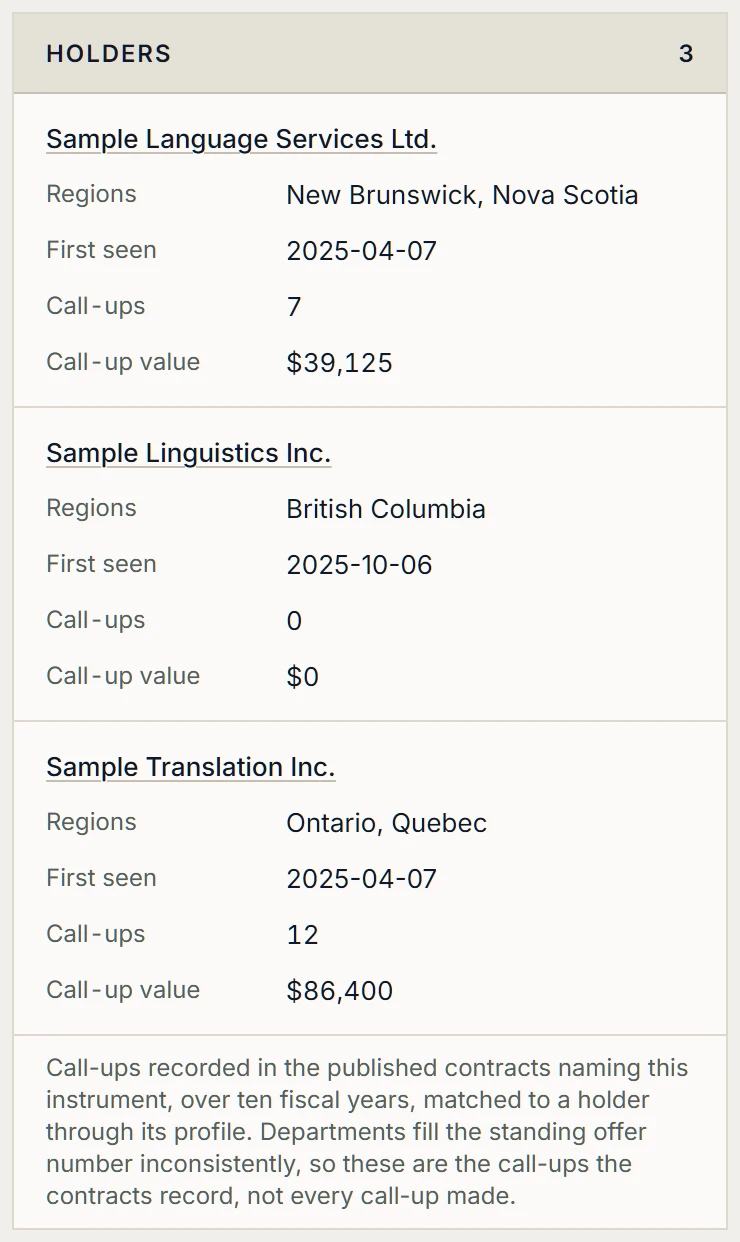 HOLDERS 3
Sample Language Services Ltd.
Regions New Brunswick, Nova Scotia
First seen 2025-04-07
Call-ups 7
Call-up value $39,125
Sample Linguistics Inc.
Regions British Columbia
First seen 2025-10-06
Call-ups 0
Call-up value $0
Sample Translation Inc.
Regions Ontario, Quebec
First seen 2025-04-07
Call-ups 12
Call-up value $86,400
Call-ups recorded in the published contracts naming this
instrument, over ten fiscal years, matched to a holder
through its profile. Departments fill the standing offer
number inconsistently, so these are the call-ups the
contracts record, not every call-up made.